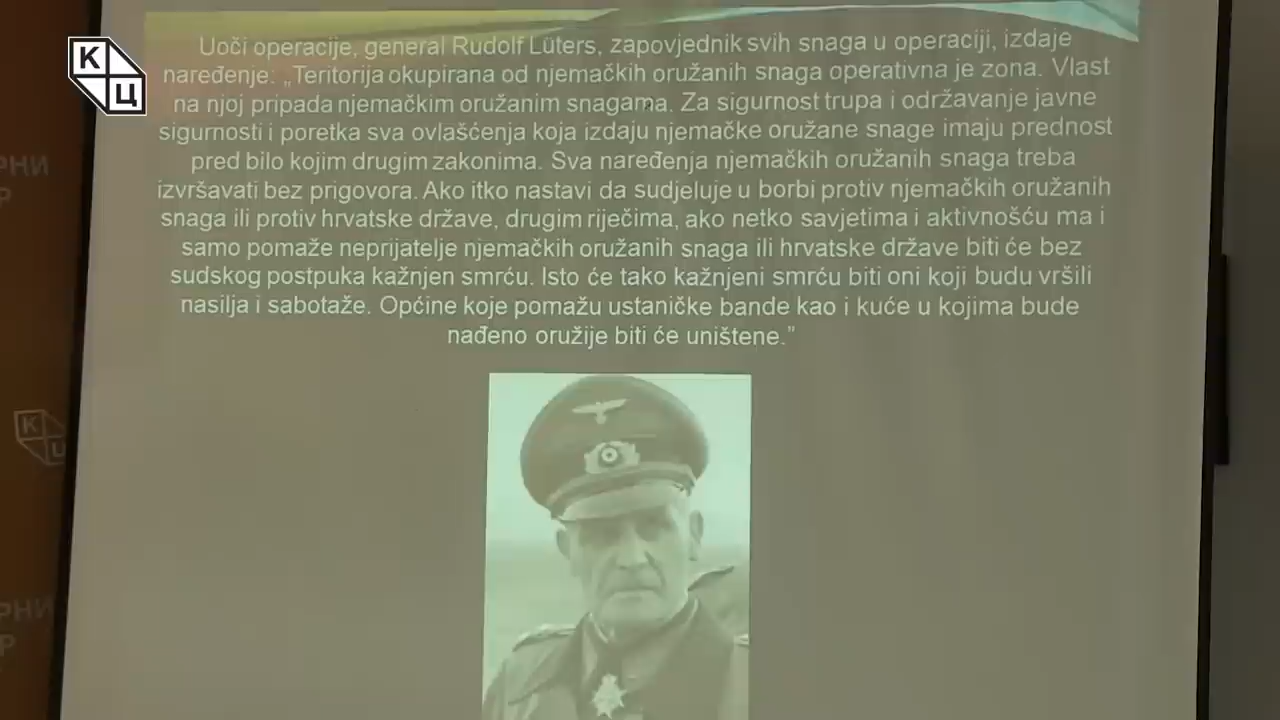 К
Ц
Uoči operacije, general Rudolf Lüters, zapovjednik svih snaga u operaciji, izdaje
naređenje: „Teritorija okupirana od njemačkih oružanih snaga operativna je zona. Vlast
na njoj pripada njemačkim oružanim snagama. Za sigurnost trupa i održavanje javne
sigurnosti i poretka sva ovlašćenja koja izdaju njemačke oružane snage imaju prednost
pred bilo kojim drugim zakonima. Sva naređenja njemačkih oružanih snaga treba
izvršavati bez prigovora. Ako itko nastavi da sudjeluje u borbi protiv njemačkih oružanih
snaga ili protiv hrvatske države, drugim riječima, ako netko savjetima i aktivnošću ma i
samo pomaže neprijatelje njemačkih oružanih snaga ili hrvatske države biti će bez
sudskog postpuka kažnjen smrću. Isto će tako kažnjeni smrću biti oni koji budu vršili
nasilja i sabotaže. Općine koje pomažu ustaničke bande kao i kuće u kojima bude
nađeno oružije biti će uništene.”
РНИ
Р
К
Ц
РНИ
Р